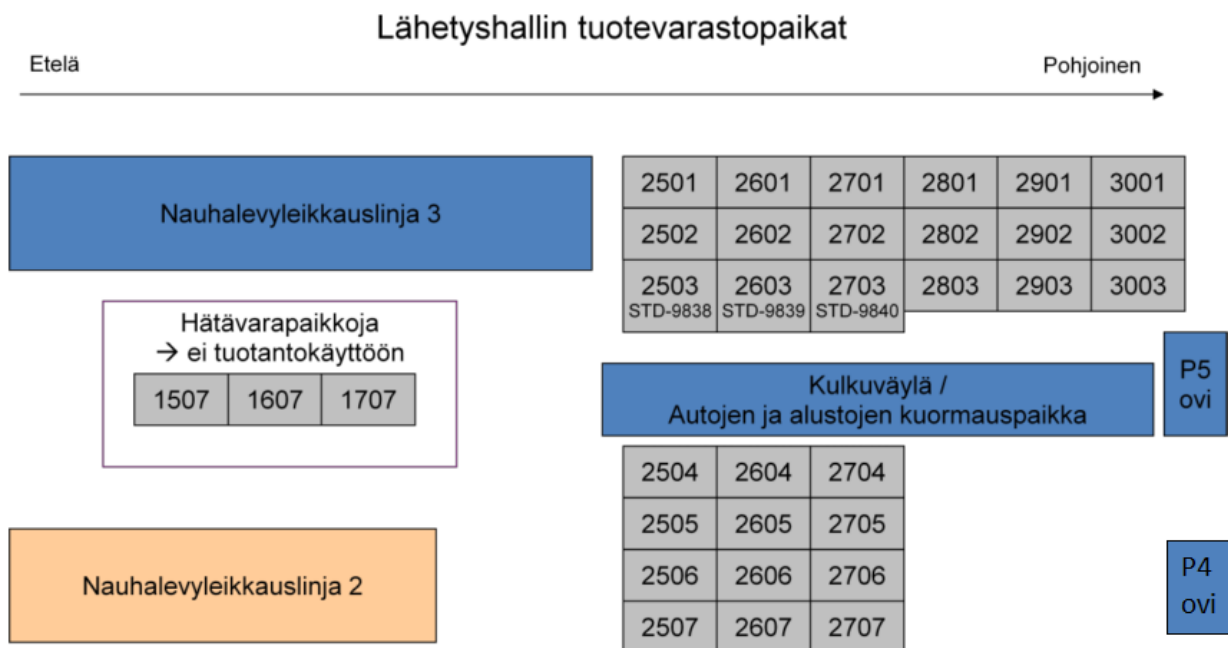 Lähetyshallin tuotevarastopaikat
Etelä Pohjoinen
Nauhalevyleikkauslinja 3
2501 2601 2701 2801 2901 3001
2502 2602 2702 2802 2902 3002
2503 2603 2703 2803 2903 3003
STD-9838 STD-9839 STD-9840
Hätävarapaikkoja
→ ei tuotantokäyttöön
1507 1607 1707
Kulkuväylä /
Autojen ja alustojen kuormauspaikka
P5
ovi
2504 2604 2704
2505 2605 2705
2506 2606 2706
2507 2607 2707
Nauhalevyleikkauslinja 2
P4
ovi